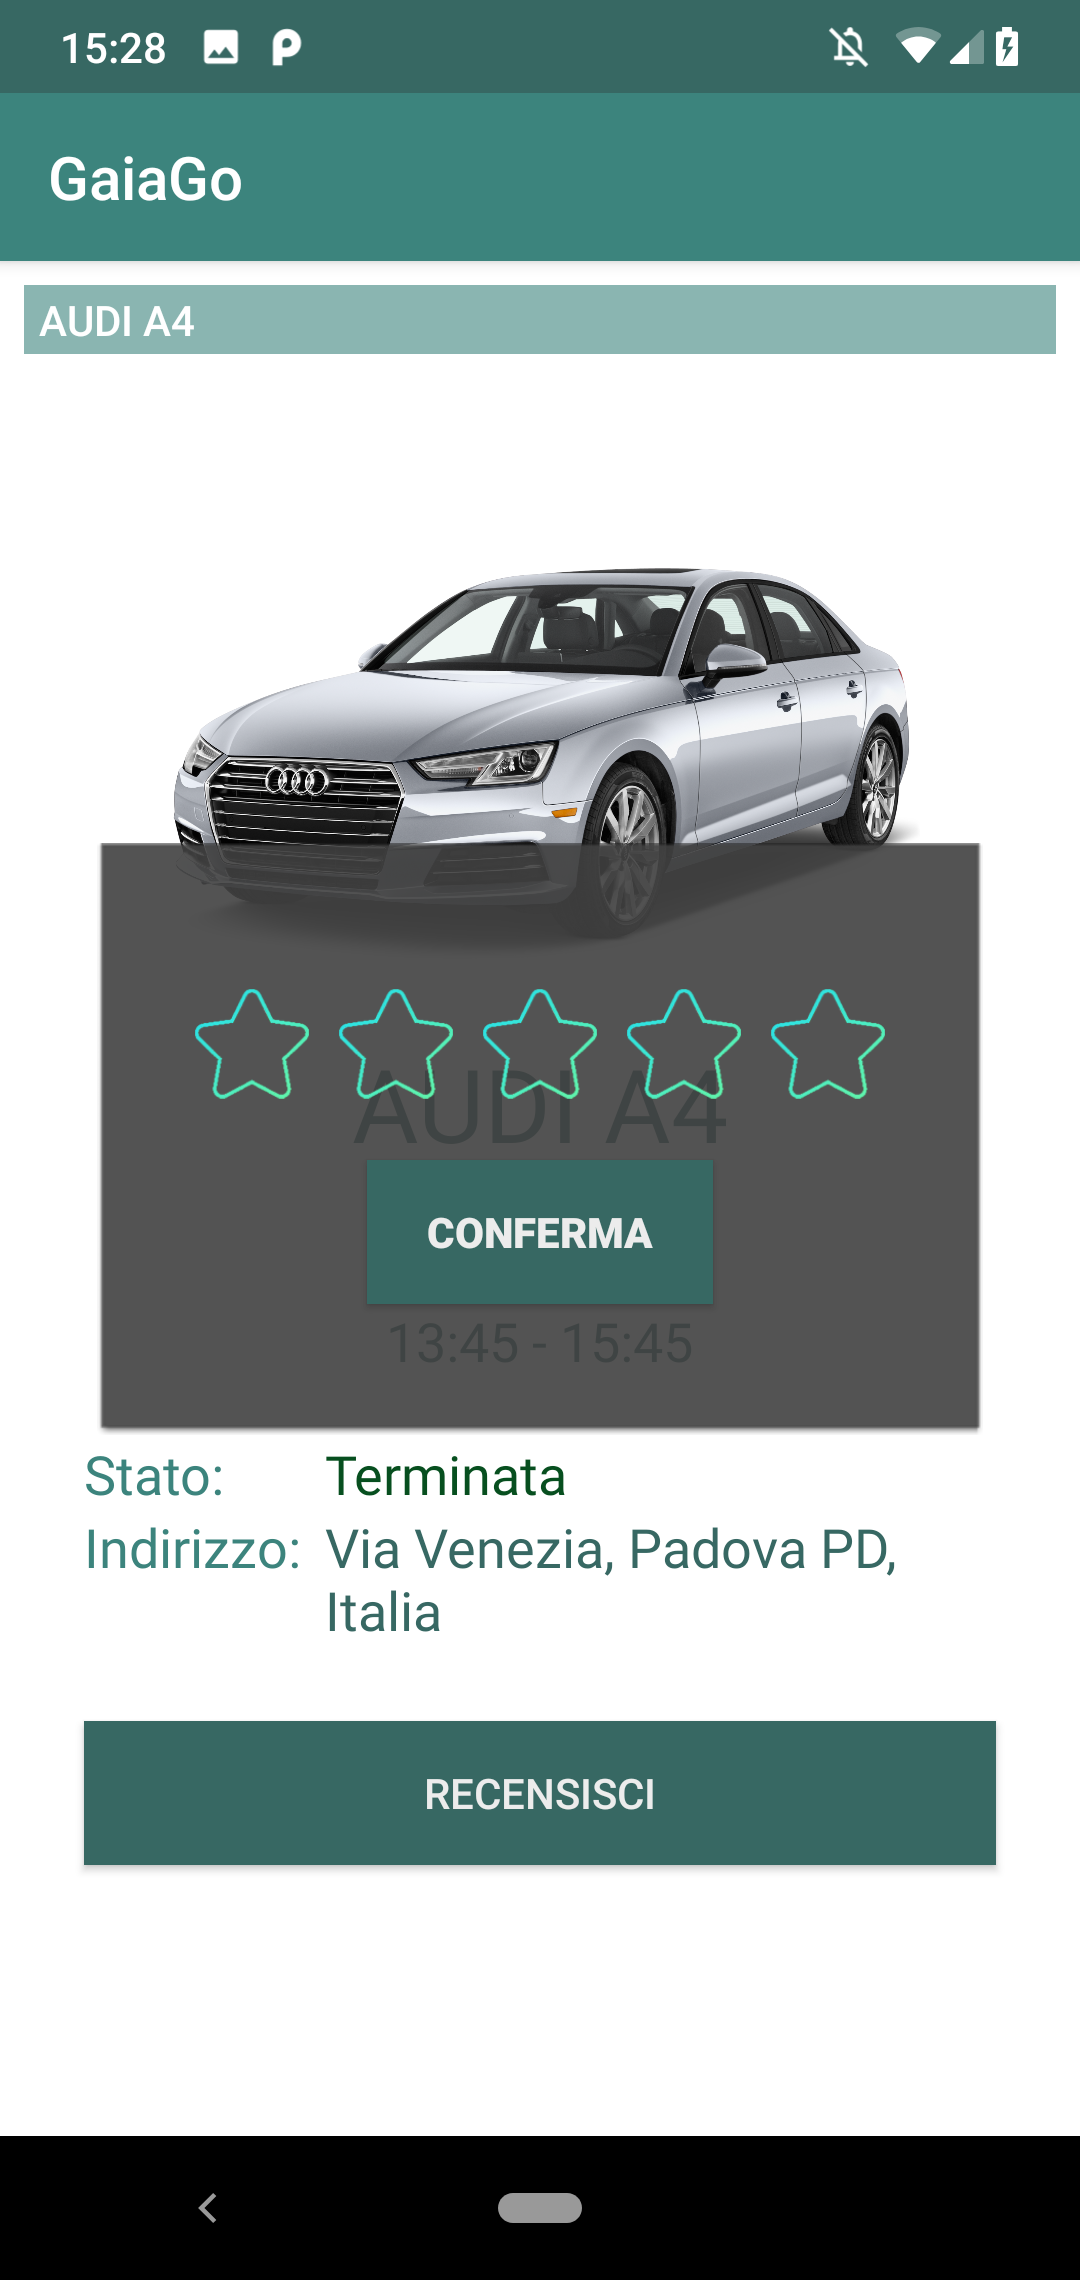 15:28
GaiaGo
AUDI A4
AUDI A4
CONFERMA
13:45 - 15:45
Stato: Terminata
Indirizzo: Via Venezia, Padova PD,
Italia
RECENSISCI